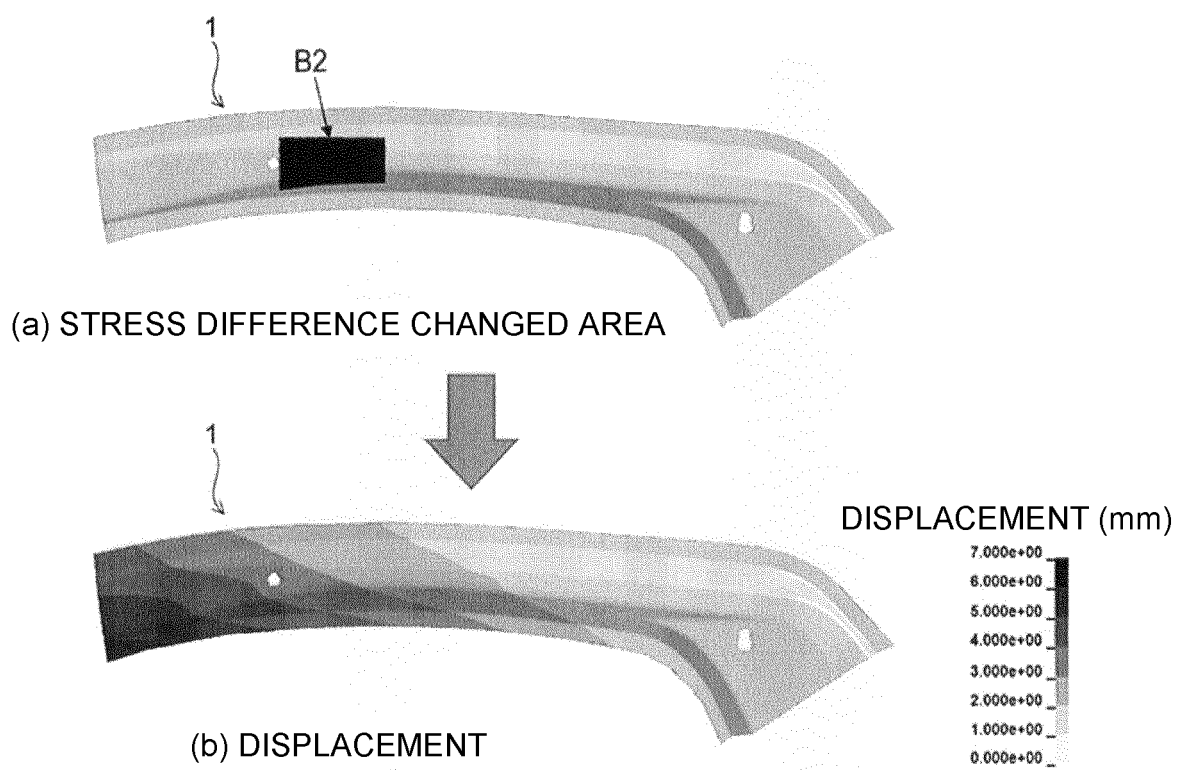 1
B2
(a) STRESS DIFFERENCE CHANGED AREA
1
DISPLACEMENT (mm)
7.000e+00
6.000e+00
5.000e+00
4.000e+00
3.000e+00
2.000e+00
1.000e+00
0.000e+00
(b) DISPLACEMENT